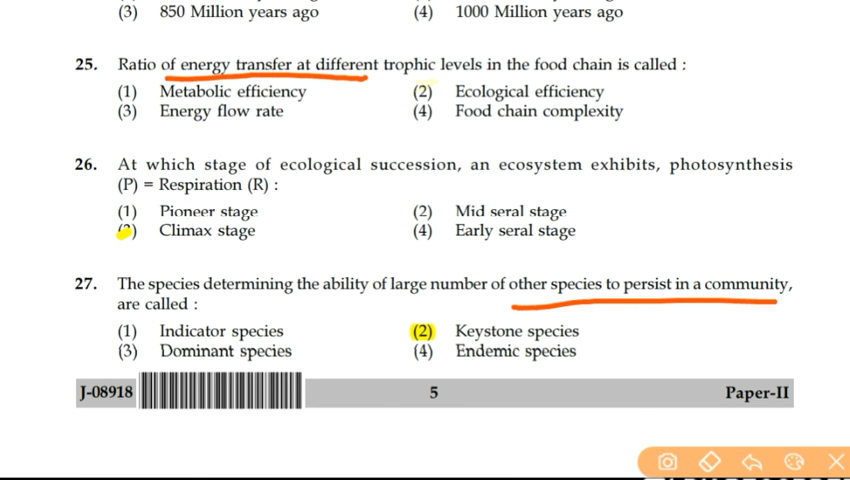 (3) 850 Million years ago (4) 1000 Million years ago
25. Ratio of energy transfer at different trophic levels in the food chain is called :
(1) Metabolic efficiency (2) Ecological efficiency
(3) Energy flow rate (4) Food chain complexity
26. At which stage of ecological succession, an ecosystem exhibits, photosynthesis
(P) = Respiration (R) :
(1) Pioneer stage (2) Mid seral stage
(3) Climax stage (4) Early seral stage
27. The species determining the ability of large number of other species to persist in a community,
are called :
(1) Indicator species (2) Keystone species
(3) Dominant species (4) Endemic species
J-08918 5 Paper-II